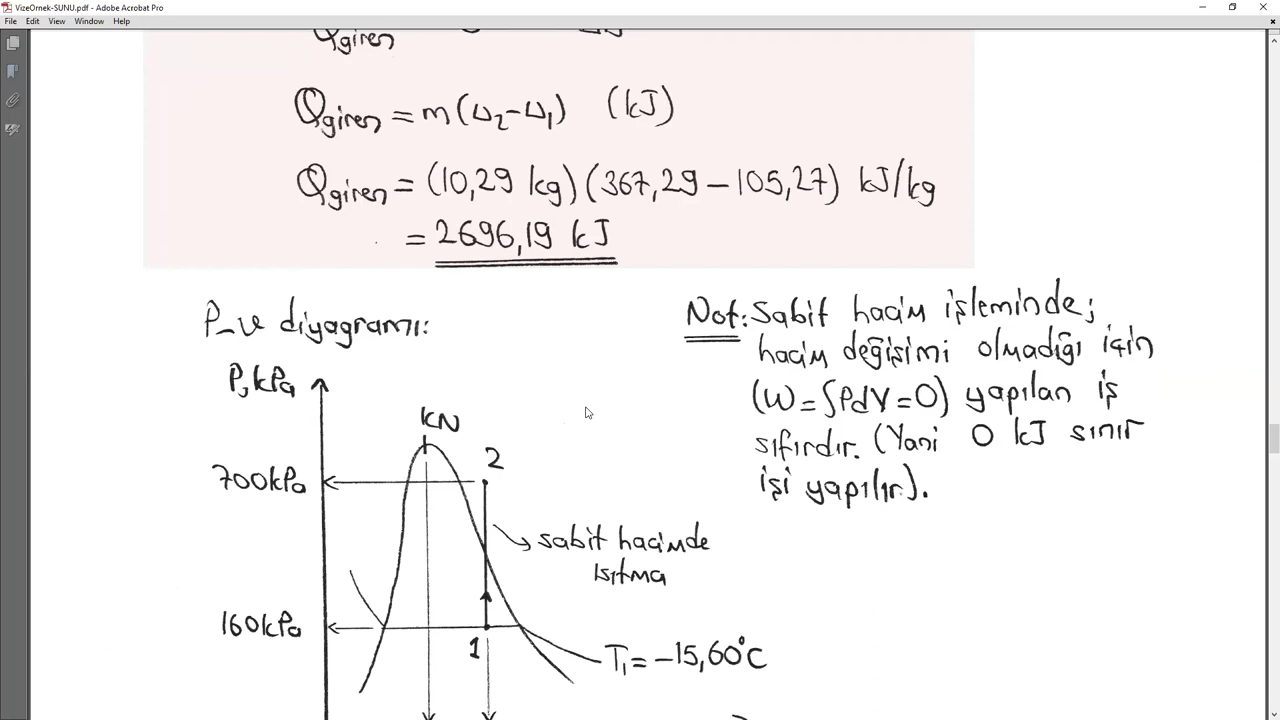 VizeOrnek-SUNU.pdf - Adobe Acrobat Pro
File Edit View Window Help
Qgiren
Qgiren = m(u₂-u₁) (kJ)
Qgiren = (10,29 kg)(367,29-105,27) kJ/kg
= 2696,19 kJ
P-v diyagramı:
P,kPa
KN
2
700kPa
sabit hacimde
ısıtma
160kPa
1
T₁= -15,60°C
Not: Sabit hacim işleminde;
hacim değişimi olmadığı için
(W=∫PdV=0) yapılan iş
sıfırdır. (Yani 0 kJ sınır
işi yapılır).